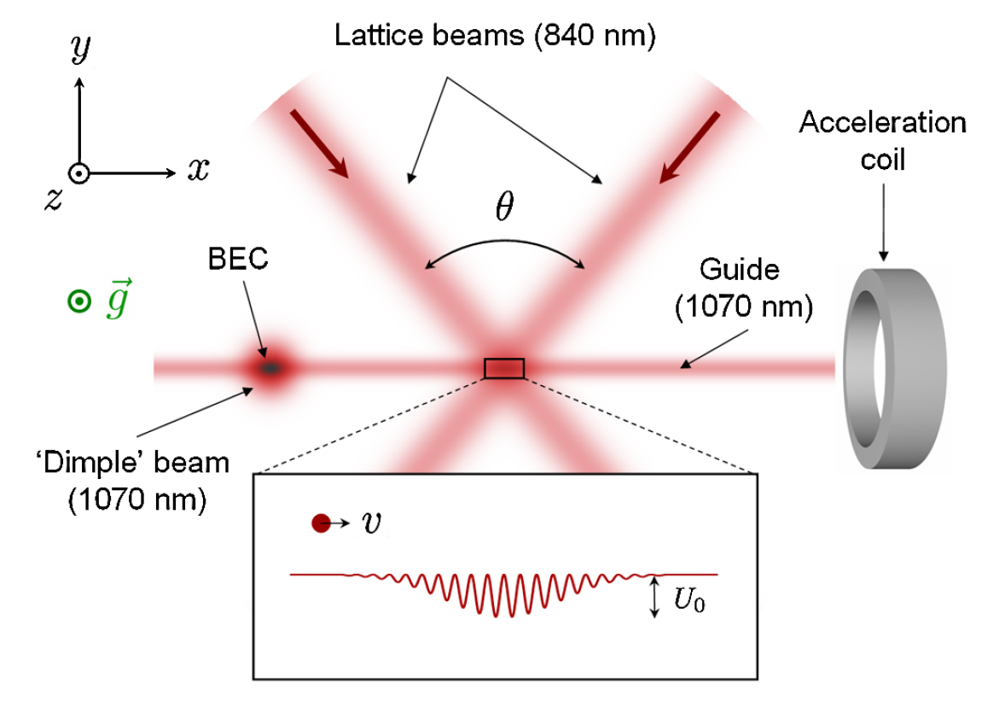 Lattice beams (840 nm)
y
x
z
Acceleration
coil
θ
BEC
Guide
(1070 nm)
g⃗
'Dimple' beam
(1070 nm)
v
U₀